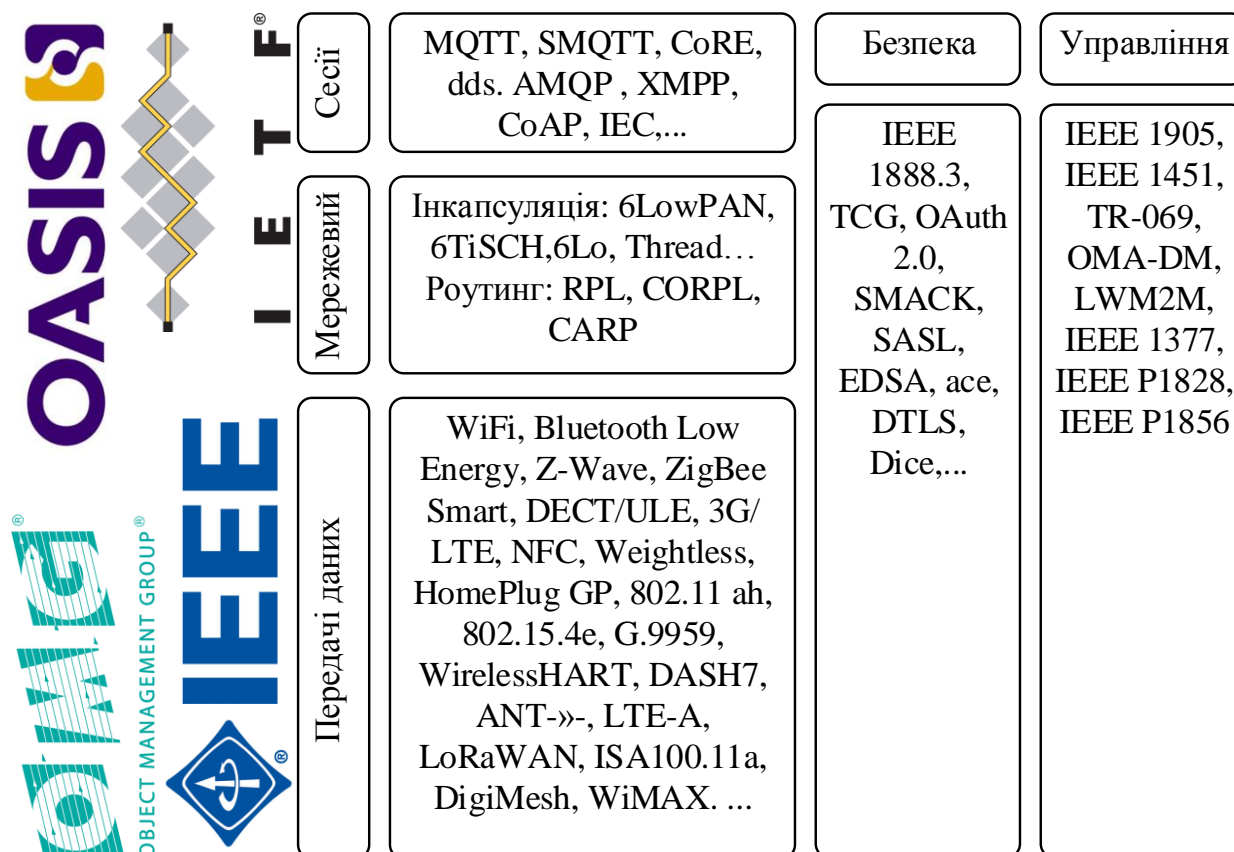 OASIS
I E T F®
OMG®
OBJECT MANAGEMENT GROUP®
IEEE
®
Сесії
MQTT, SMQTT, CoRE,
dds. AMQP , XMPP,
CoAP, IEC,...
Мережевий
Інкапсуляція: 6LowPAN,
6TiSCH,6Lo, Thread…
Роутинг: RPL, CORPL,
CARP
Передачі даних
WiFi, Bluetooth Low
Energy, Z-Wave, ZigBee
Smart, DECT/ULE, 3G/
LTE, NFC, Weightless,
HomePlug GP, 802.11 ah,
802.15.4e, G.9959,
WirelessHART, DASH7,
ANT-»-, LTE-A,
LoRaWAN, ISA100.11a,
DigiMesh, WiMAX. ...
Безпека
IEEE
1888.3,
TCG, OAuth
2.0,
SMACK,
SASL,
EDSA, ace,
DTLS,
Dice,...
Управління
IEEE 1905,
IEEE 1451,
TR-069,
OMA-DM,
LWM2M,
IEEE 1377,
IEEE P1828,
IEEE P1856